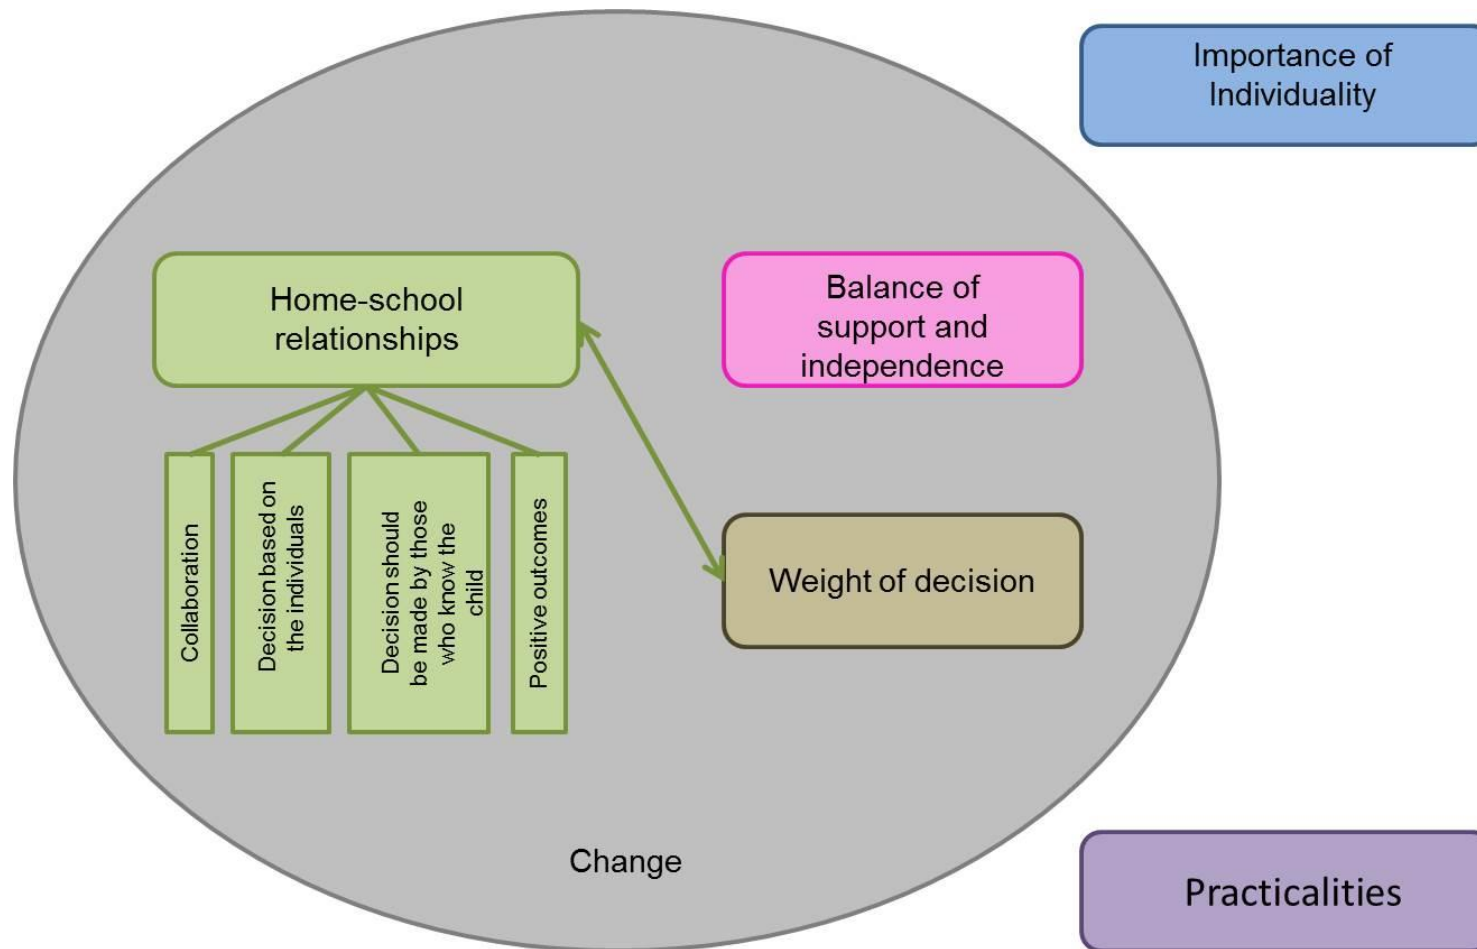 Importance of
Individuality
Home-school
relationships
Balance of
support and
independence
Collaboration
Decision based on
the individuals
Decision should
be made by those
who know the
child
Positive outcomes
Weight of decision
Change
Practicalities